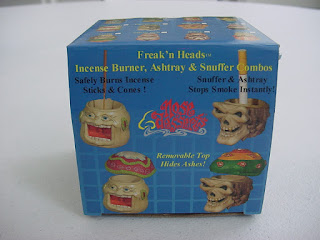 Freak'n Heads™
Incense Burner, Ashtray & Snuffer Combos
Safely Burns Incense
Sticks & Cones !
Snuffer & Ashtray
Stops Smoke Instantly!
Removable Top
Hides Ashes!